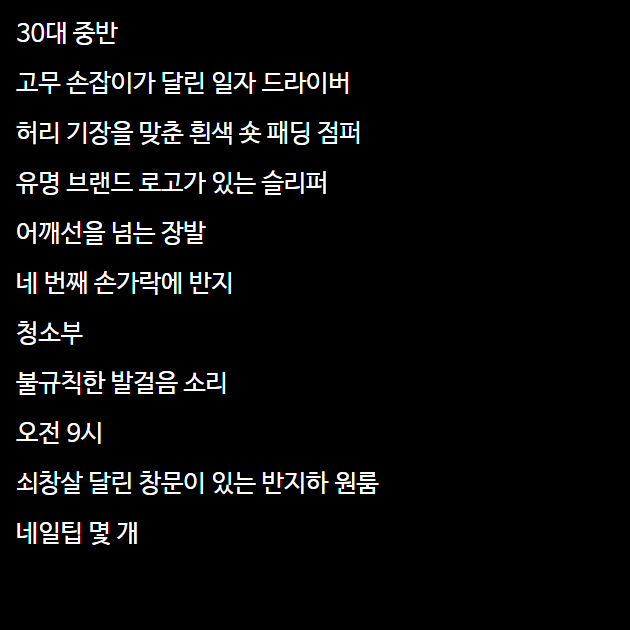 30대 중반
고무 손잡이가 달린 일자 드라이버
허리 기장을 맞춘 흰색 숏 패딩 점퍼
유명 브랜드 로고가 있는 슬리퍼
어깨선을 넘는 장발
네 번째 손가락에 반지
청소부
불규칙한 발걸음 소리
오전 9시
쇠창살 달린 창문이 있는 반지하 원룸
네일팁 몇 개